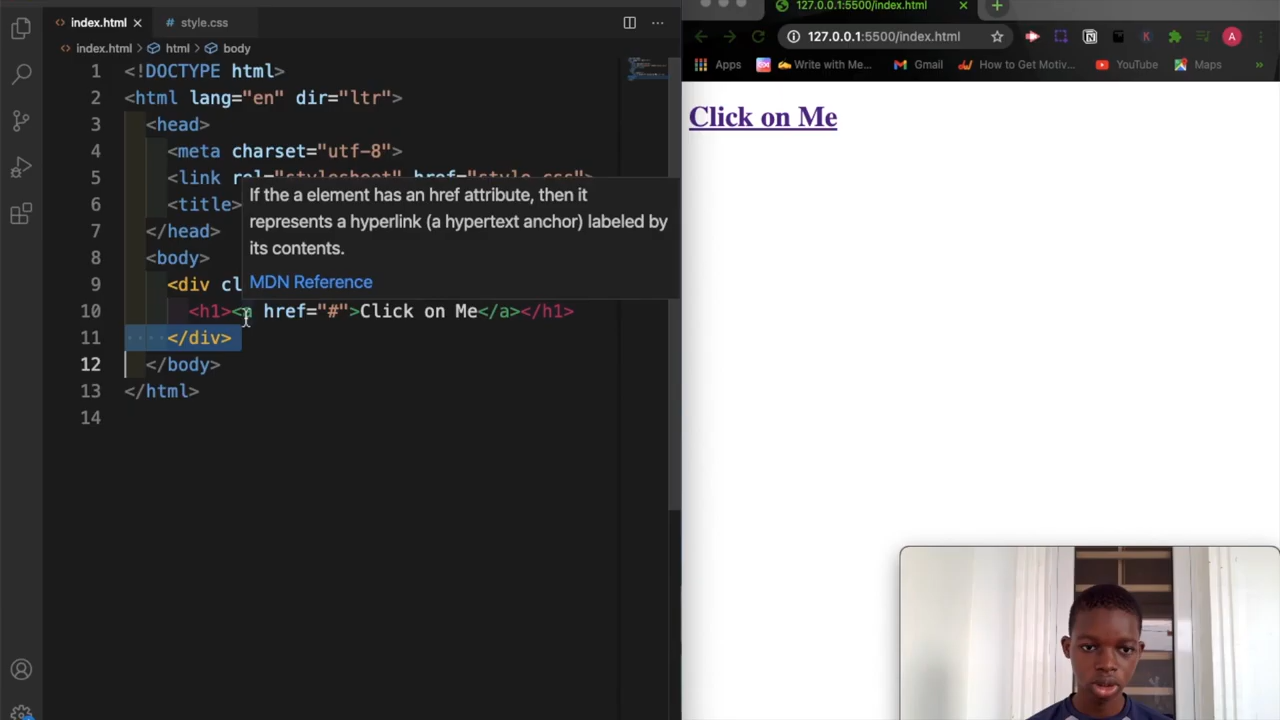 index.html
style.css
index.html
html
body
1 <!DOCTYPE html>
2 <html lang="en" dir="ltr">
3 <head>
4 <meta charset="utf-8">
5 <link rel="stylesheet" href="style.css">
6 <title>
7 </head>
8 <body>
9 <div cl
10 <h1><a href="#">Click on Me</a></h1>
11 </div>
12 </body>
13 </html>
14
If the a element has an href attribute, then it
represents a hyperlink (a hypertext anchor) labeled by
its contents.
MDN Reference
127.0.0.1:5500/index.html
127.0.0.1:5500/index.html
K
A
Apps
Write with Me...
Gmail
How to Get Motiv...
YouTube
Maps
»
Click on Me